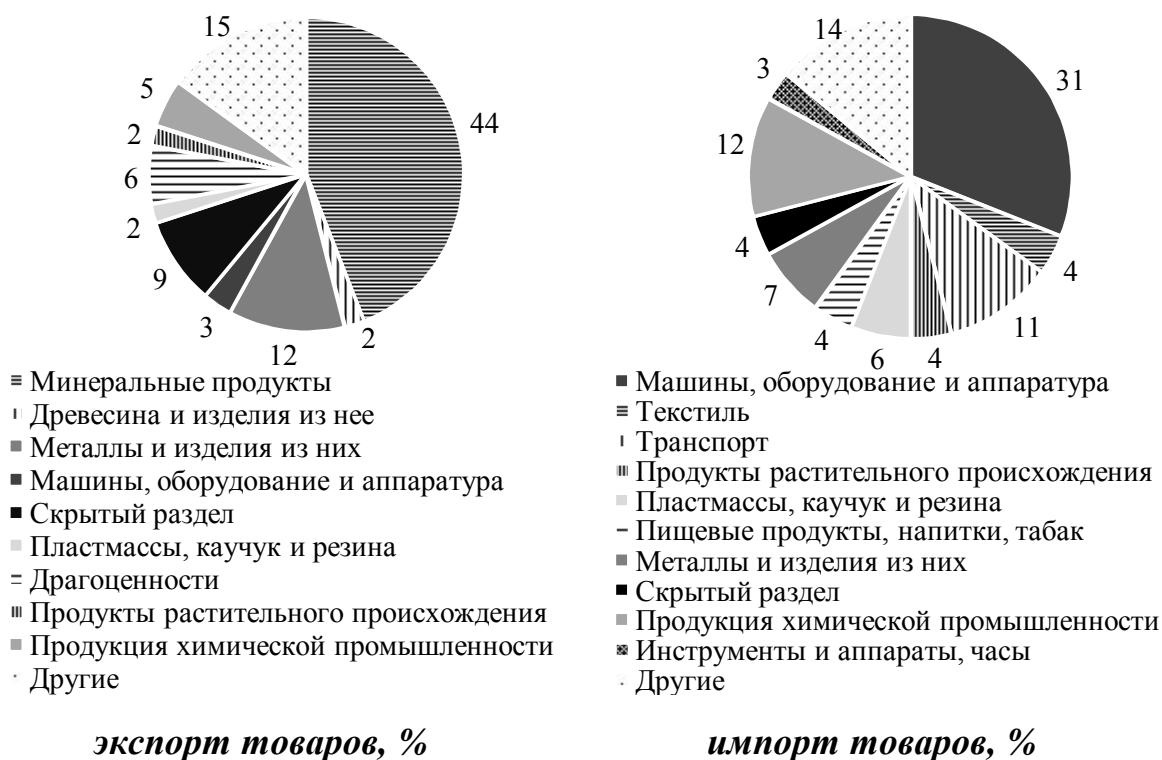 15
5
2
6
2
9
3
12
2
44
Минеральные продукты
Древесина и изделия из нее
Металлы и изделия из них
Машины, оборудование и аппаратура
Скрытый раздел
Пластмассы, каучук и резина
Драгоценности
Продукты растительного происхождения
Продукция химической промышленности
Другие
экспорт товаров, %
14
3
12
4
7
4
6
4
11
4
31
Машины, оборудование и аппаратура
Текстиль
Транспорт
Продукты растительного происхождения
Пластмассы, каучук и резина
Пищевые продукты, напитки, табак
Металлы и изделия из них
Скрытый раздел
Продукция химической промышленности
Инструменты и аппараты, часы
Другие
импорт товаров, %